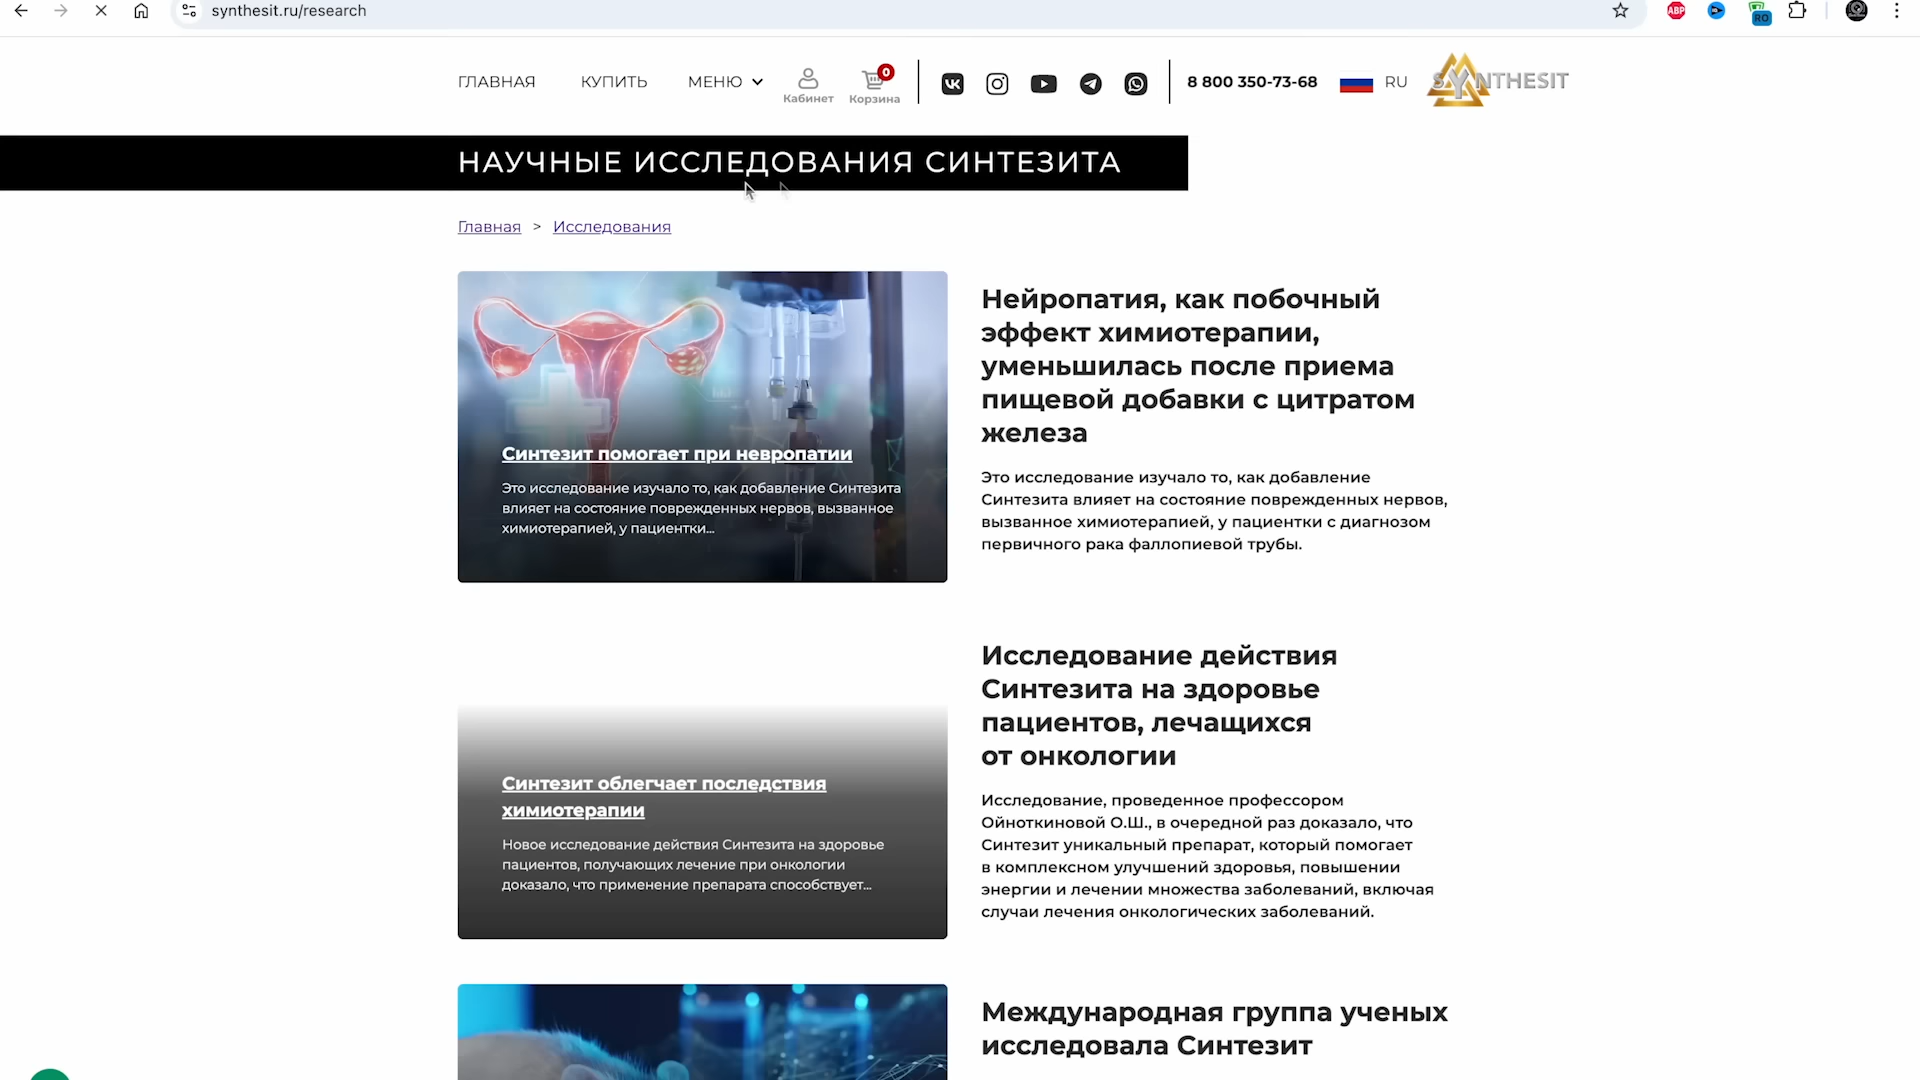 synthesit.ru/research
ABP
RO
ГЛАВНАЯ
КУПИТЬ
МЕНЮ
Кабинет
0
Корзина
8 800 350-73-68
RU
SYNTHESIT
НАУЧНЫЕ ИССЛЕДОВАНИЯ СИНТЕЗИТА
Главная > Исследования
Синтезит помогает при невропатии
Это исследование изучало то, как добавление Синтезита
влияет на состояние поврежденных нервов, вызванное
химиотерапией, у пациентки...
Нейропатия, как побочный
эффект химиотерапии,
уменьшилась после приема
пищевой добавки с цитратом
железа
Это исследование изучало то, как добавление
Синтезита влияет на состояние поврежденных нервов,
вызванное химиотерапией, у пациентки с диагнозом
первичного рака фаллопиевой трубы.
Синтезит облегчает последствия
химиотерапии
Новое исследование действия Синтезита на здоровье
пациентов, получающих лечение при онкологии
доказало, что применение препарата способствует...
Исследование действия
Синтезита на здоровье
пациентов, лечащихся
от онкологии
Исследование, проведенное профессором
Ойноткиновой О.Ш., в очередной раз доказало, что
Синтезит уникальный препарат, который помогает
в комплексном улучшений здоровья, повышении
энергии и лечении множества заболеваний, включая
случаи лечения онкологических заболеваний.
Международная группа ученых
исследовала Синтезит